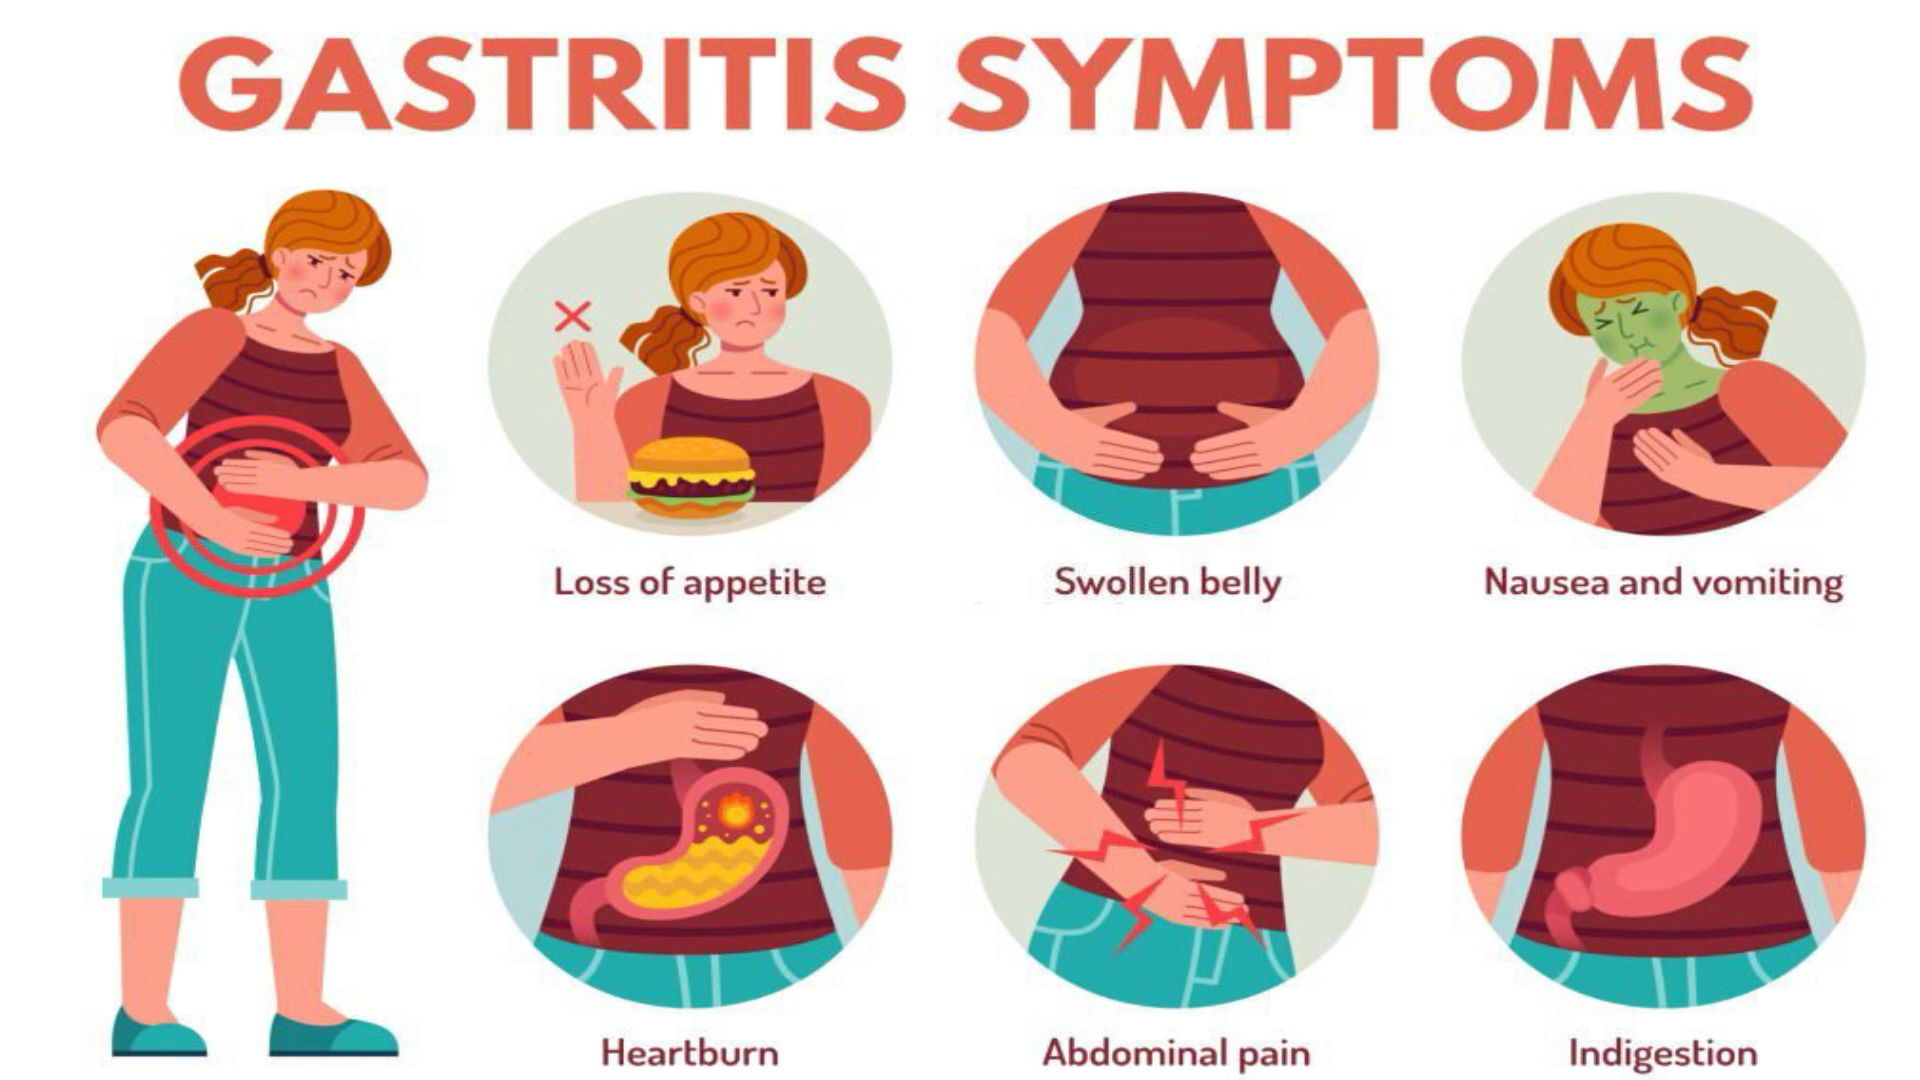 GASTRITIS SYMPTOMS
Loss of appetite
Swollen belly
Nausea and vomiting
Heartburn
Abdominal pain
Indigestion